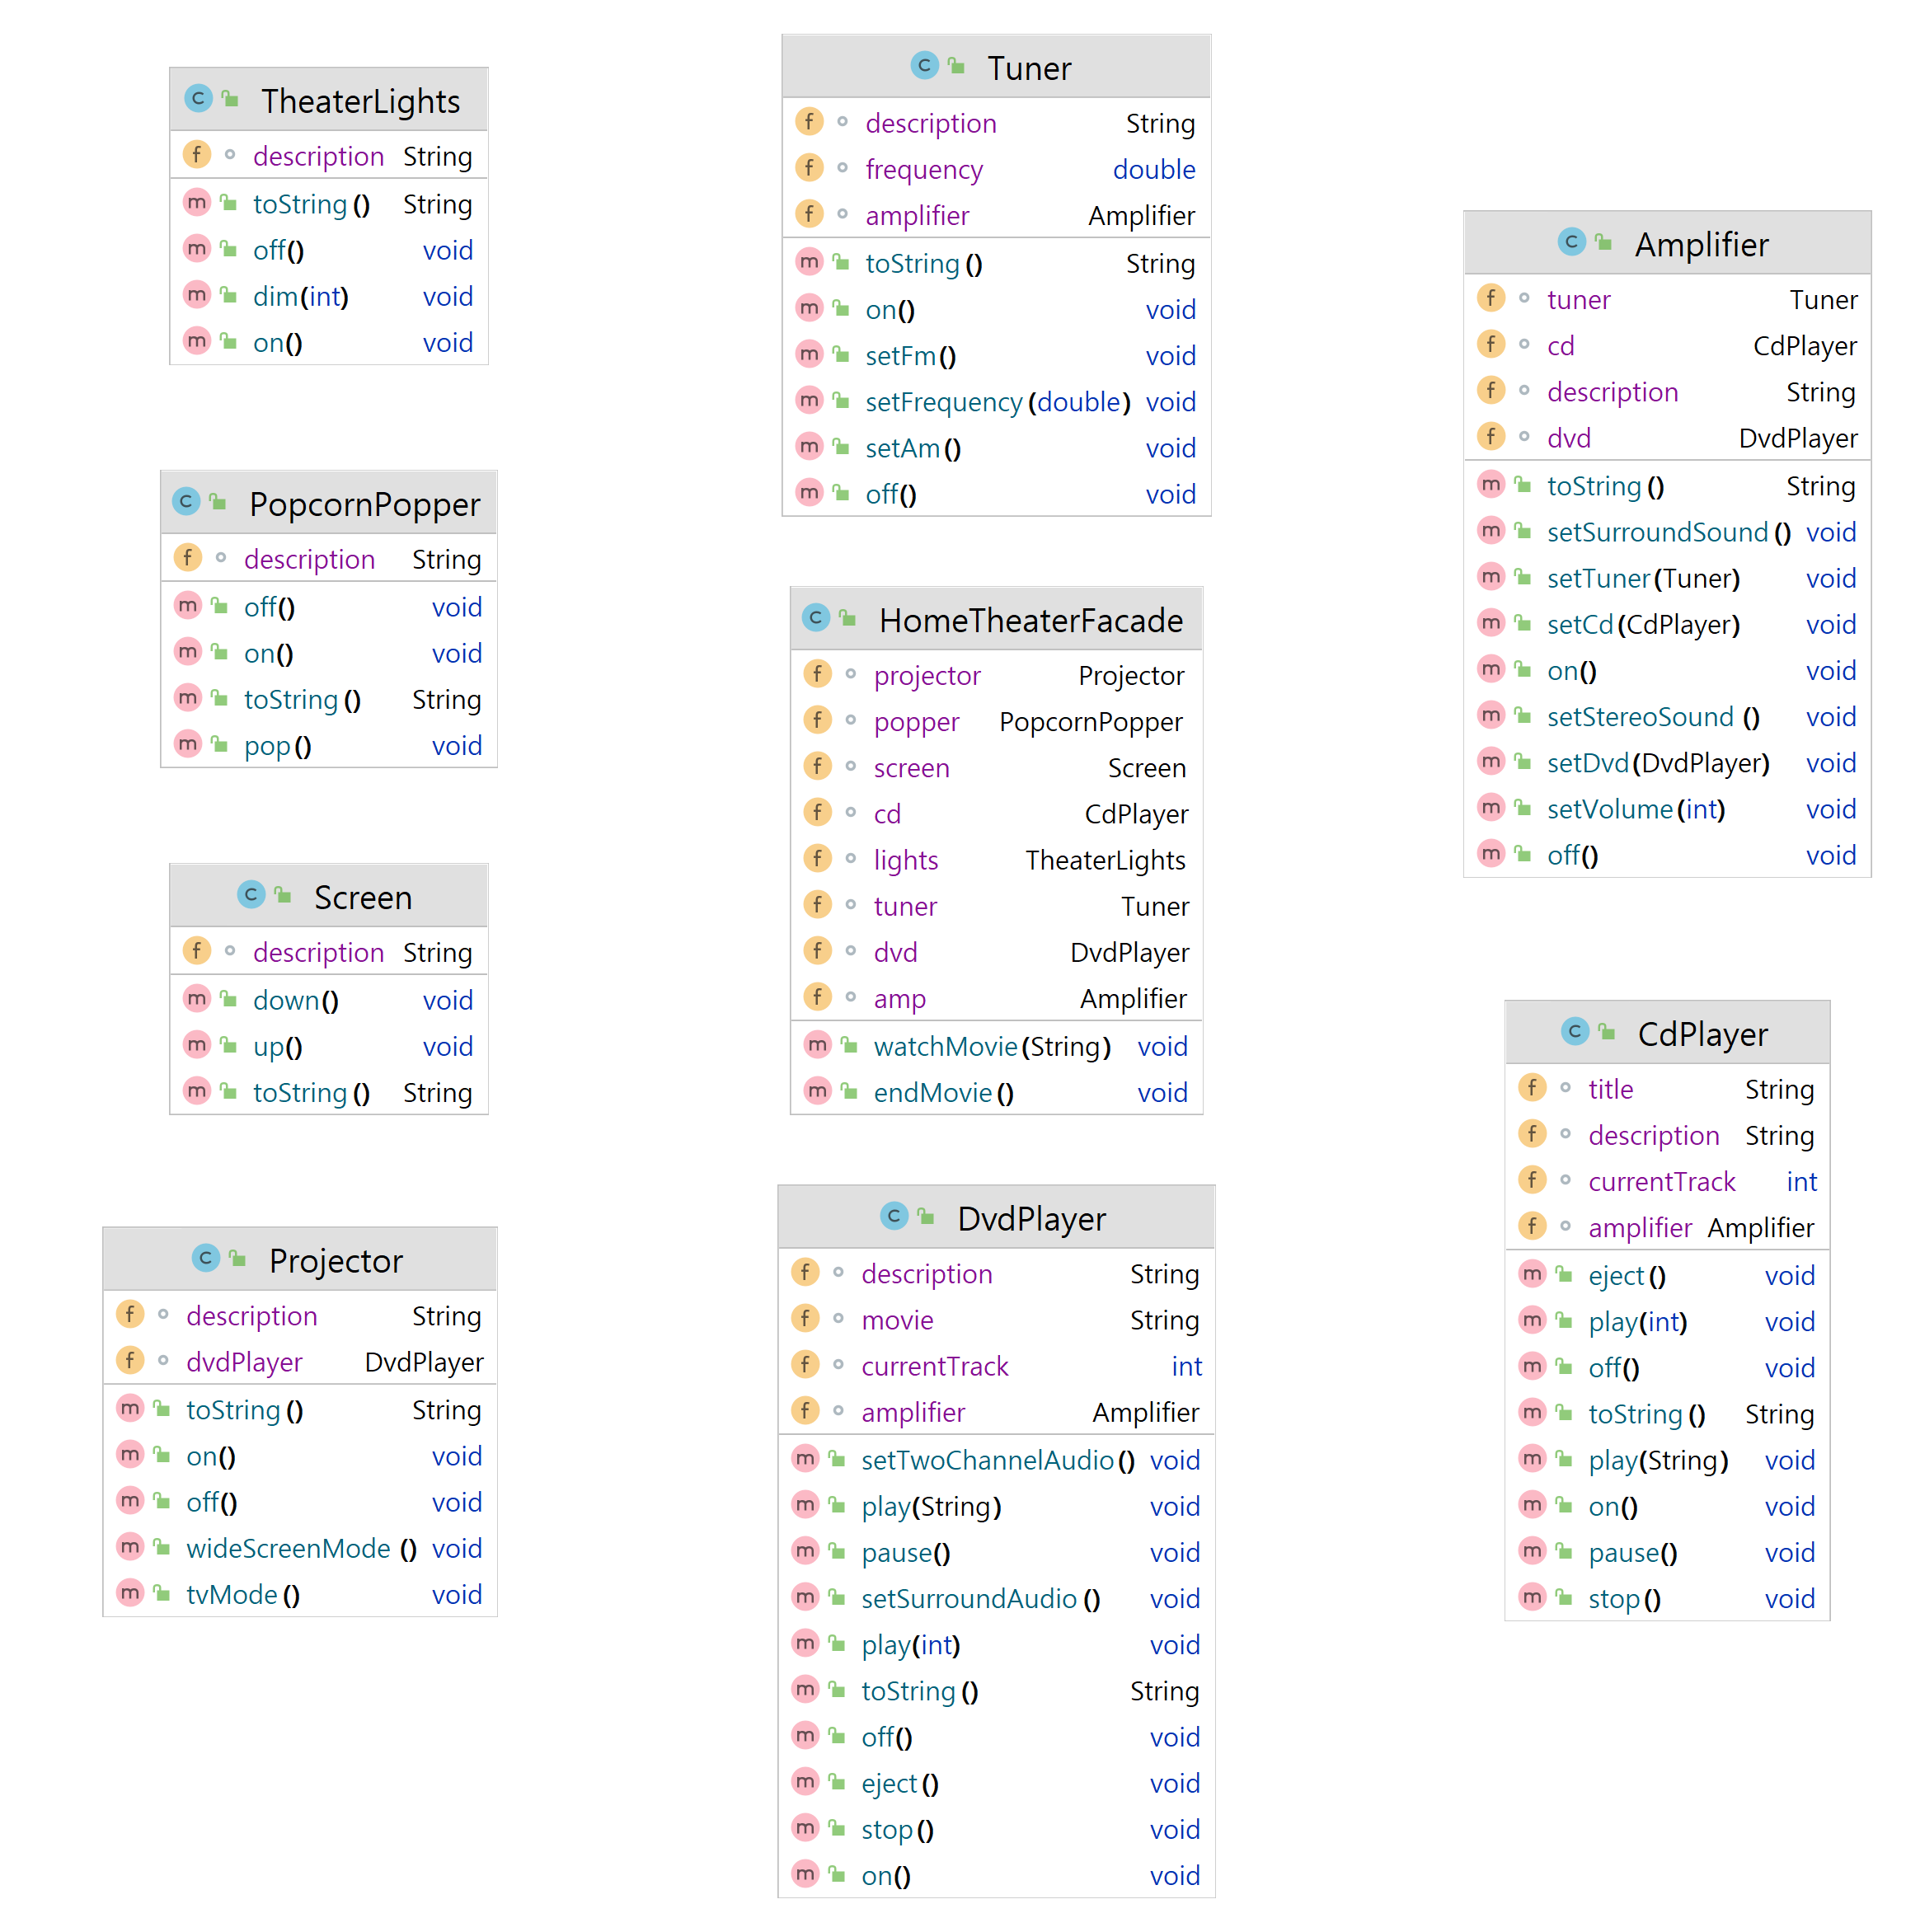 TheaterLights
description String
toString() String
off() void
dim(int) void
on() void
PopcornPopper
description String
off() void
on() void
toString() String
pop() void
Screen
description String
down() void
up() void
toString() String
Projector
description String
dvdPlayer DvdPlayer
toString() String
on() void
off() void
wideScreenMode() void
tvMode() void
Tuner
description String
frequency double
amplifier Amplifier
toString() String
on() void
setFm() void
setFrequency(double) void
setAm() void
off() void
HomeTheaterFacade
projector Projector
popper PopcornPopper
screen Screen
cd CdPlayer
lights TheaterLights
tuner Tuner
dvd DvdPlayer
amp Amplifier
watchMovie(String) void
endMovie() void
DvdPlayer
description String
movie String
currentTrack int
amplifier Amplifier
setTwoChannelAudio() void
play(String) void
pause() void
setSurroundAudio() void
play(int) void
toString() String
off() void
eject() void
stop() void
on() void
Amplifier
tuner Tuner
cd CdPlayer
description String
dvd DvdPlayer
toString() String
setSurroundSound() void
setTuner(Tuner) void
setCd(CdPlayer) void
on() void
setStereoSound() void
setDvd(DvdPlayer) void
setVolume(int) void
off() void
CdPlayer
title String
description String
currentTrack int
amplifier Amplifier
eject() void
play(int) void
off() void
toString() String
play(String) void
on() void
pause() void
stop() void